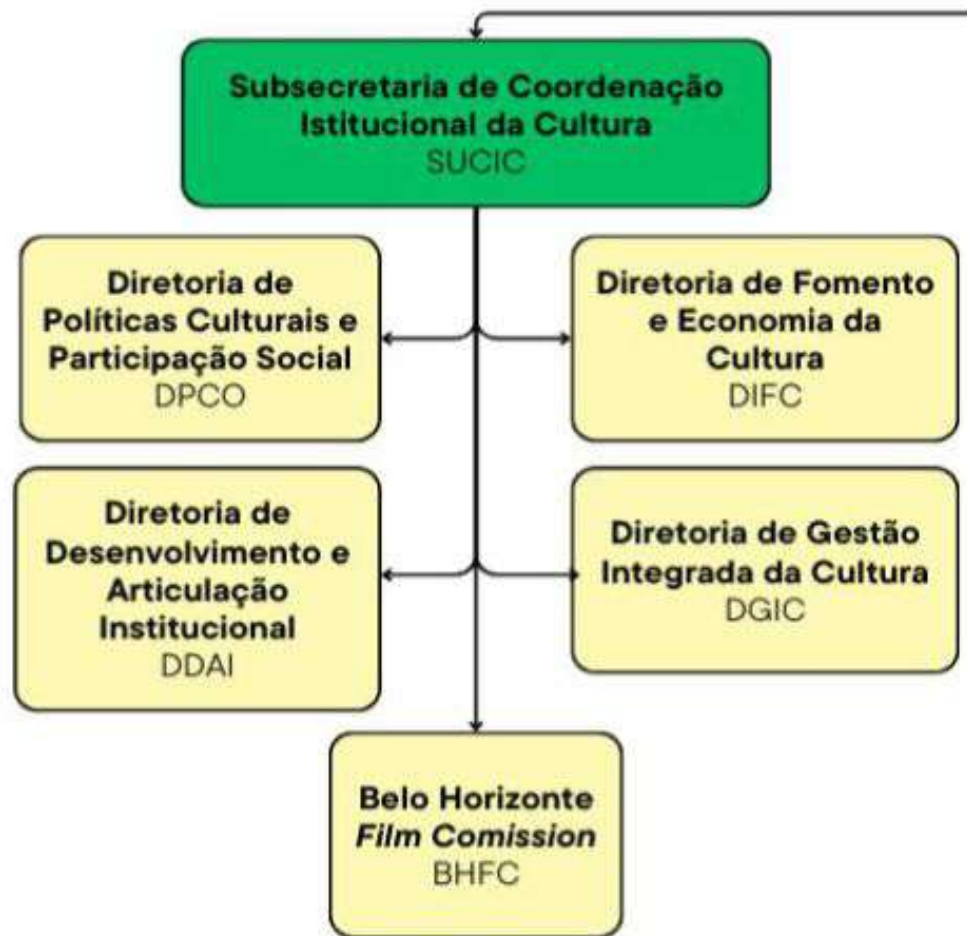 Subsecretaria de Coordenação
Istitucional da Cultura
SUCIC
Diretoria de
Políticas Culturais e
Participação Social
DPCO
Diretoria de Fomento
e Economia da
Cultura
DIFC
Diretoria de
Desenvolvimento e
Articulação
Institucional
DDAI
Diretoria de Gestão
Integrada da Cultura
DGIC
Belo Horizonte
Film Comission
BHFC